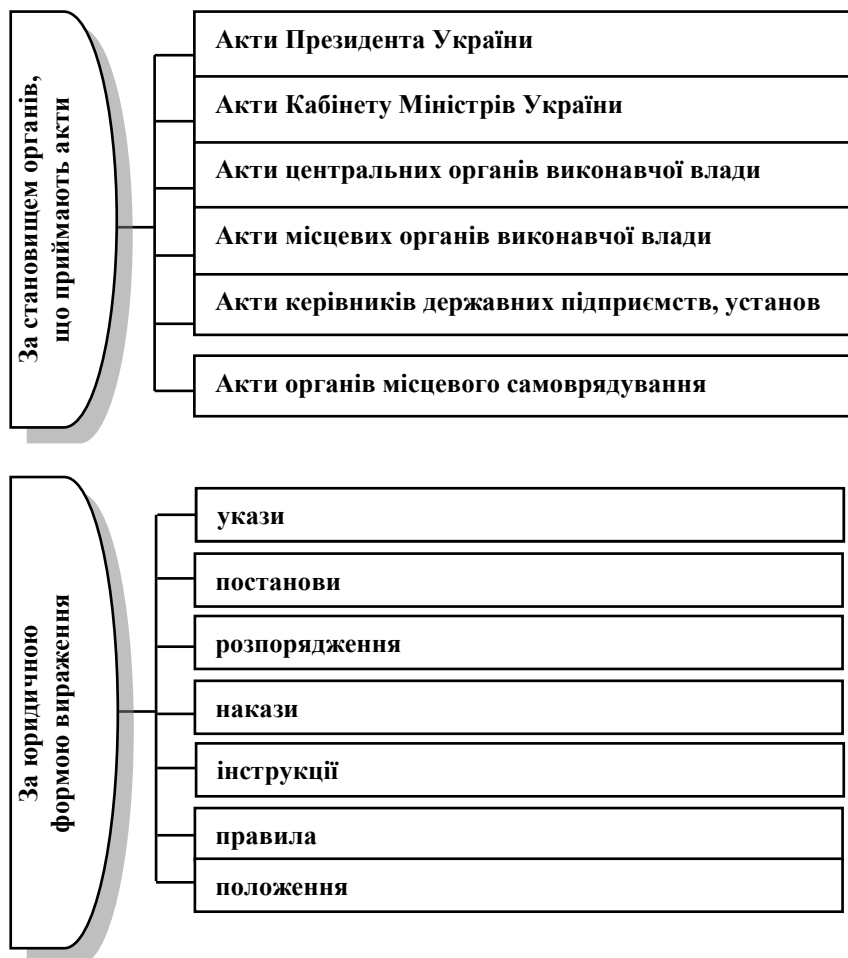 За становищем органів,
що приймають акти
Акти Президента України
Акти Кабінету Міністрів України
Акти центральних органів виконавчої влади
Акти місцевих органів виконавчої влади
Акти керівників державних підприємств, установ
Акти органів місцевого самоврядування
За юридичною
формою вираження
укази
постанови
розпорядження
накази
інструкції
правила
положення